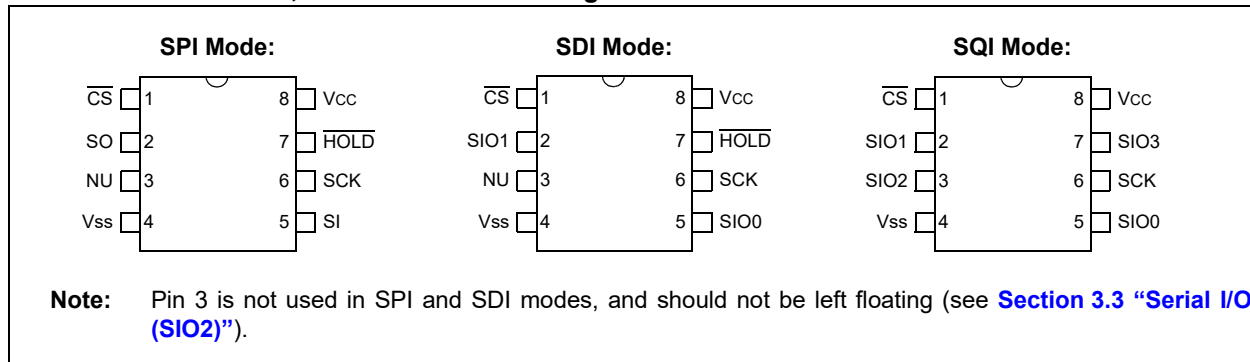 SPI Mode: SDI Mode: SQI Mode:
CS 1 8 VCC CS 1 8 VCC CS 1 8 VCC
SO 2 7 HOLD SIO1 2 7 HOLD SIO1 2 7 SIO3
NU 3 6 SCK NU 3 6 SCK SIO2 3 6 SCK
Vss 4 5 SI Vss 4 5 SIO0 Vss 4 5 SIO0
Note: Pin 3 is not used in SPI and SDI modes, and should not be left floating (see Section 3.3 “Serial I/O
(SIO2)”).